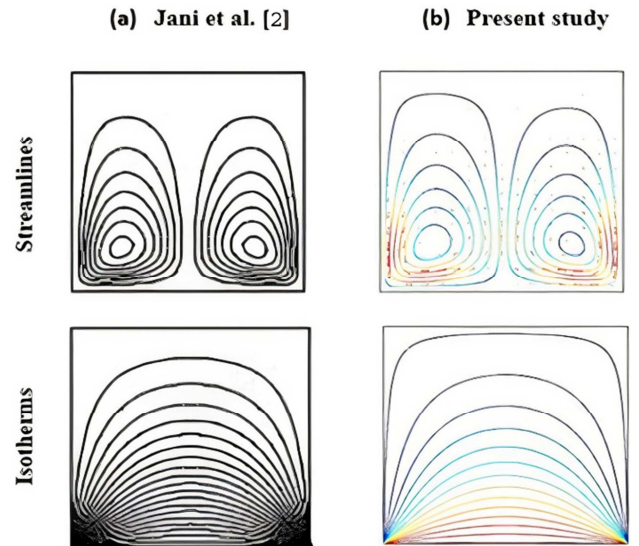 (a) Jani et al. [2]
(b) Present study
Streamlines
Isotherms